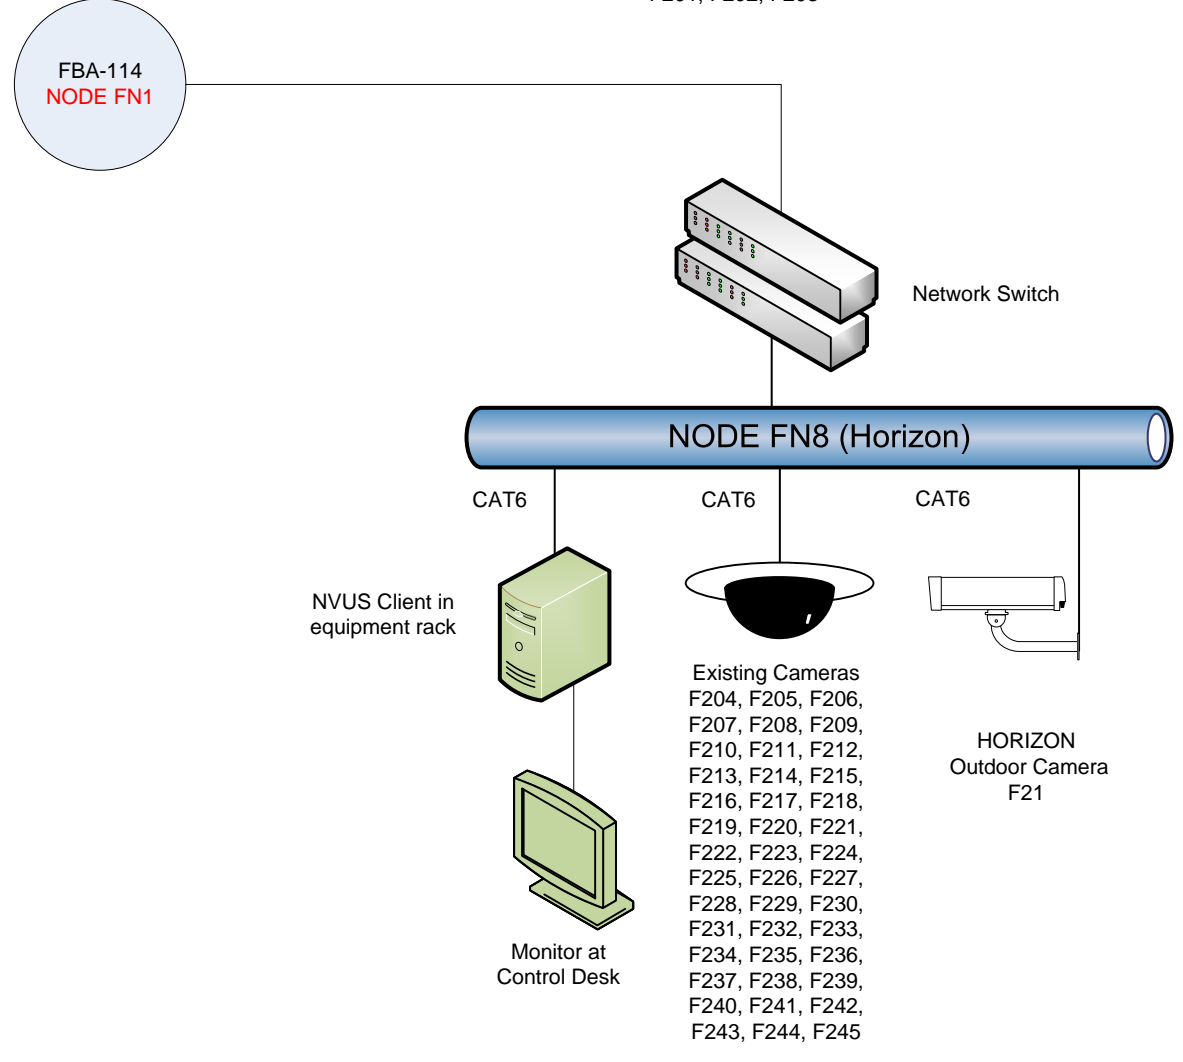 F201, F202, F203
FBA-114
NODE FN1
Network Switch
NODE FN8 (Horizon)
CAT6
CAT6
CAT6
NVUS Client in
equipment rack
Existing Cameras
F204, F205, F206,
F207, F208, F209,
F210, F211, F212,
F213, F214, F215,
F216, F217, F218,
F219, F220, F221,
F222, F223, F224,
F225, F226, F227,
F228, F229, F230,
F231, F232, F233,
F234, F235, F236,
F237, F238, F239,
F240, F241, F242,
F243, F244, F245
HORIZON
Outdoor Camera
F21
Monitor at
Control Desk